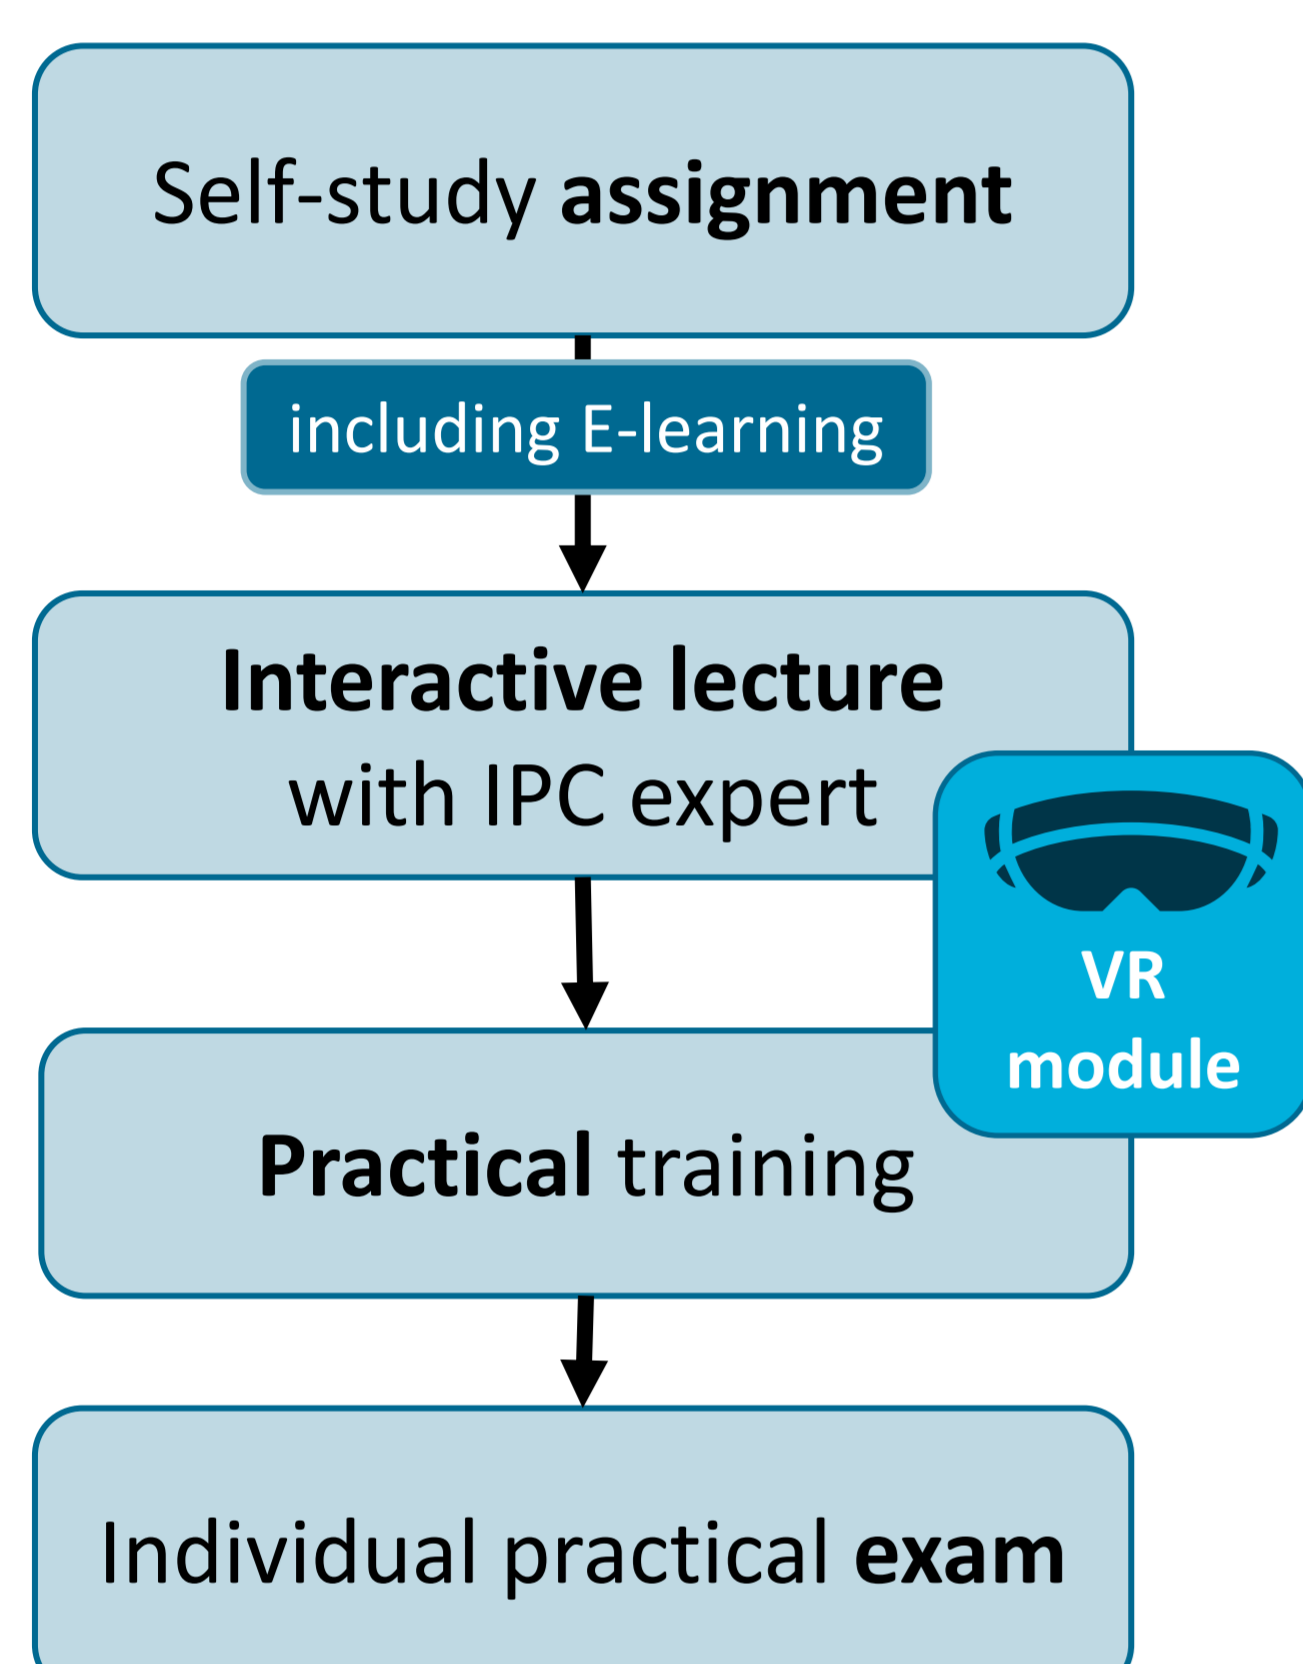 Self-study assignment
including E-learning
Interactive lecture
with IPC expert
VR
module
Practical training
Individual practical exam